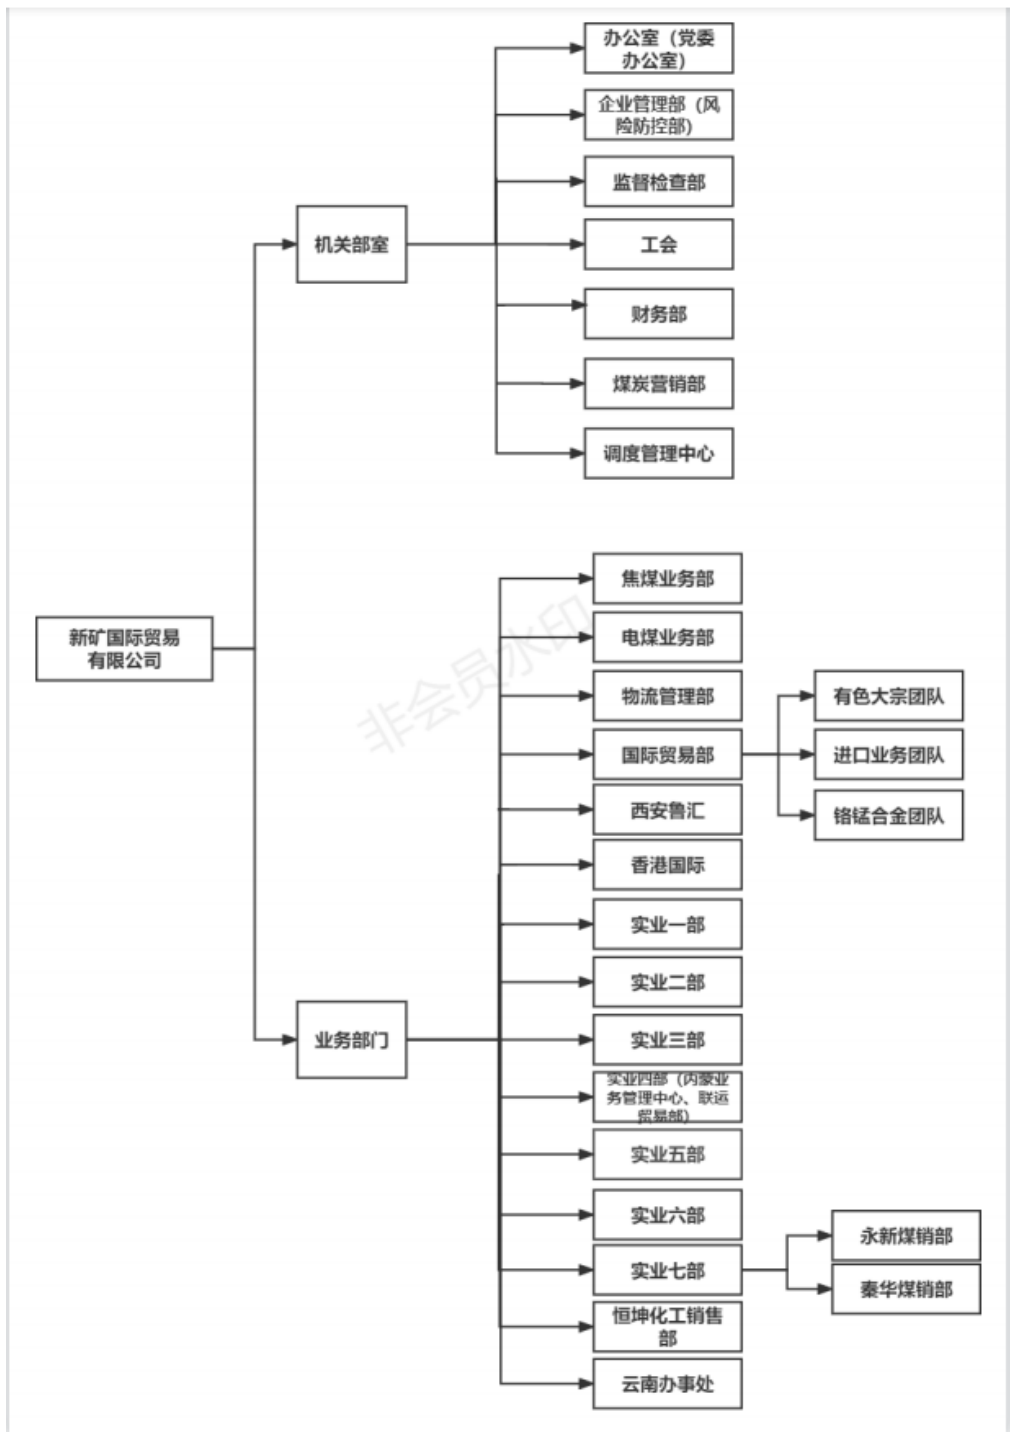 办公室（党委
办公室）
企业管理部（风
险防控部）
监督检查部
机关部室
工会
财务部
煤炭营销部
调度管理中心
新矿国际贸易
有限公司
非会员水印
焦煤业务部
电煤业务部
物流管理部
国际贸易部
有色大宗团队
进口业务团队
铬锰合金团队
西安鲁汇
香港国际
实业一部
实业二部
业务部门
实业三部
实业四部（内蒙业
务管理中心、联运
贸易部）
实业五部
实业六部
实业七部
永新煤销部
秦华煤销部
恒坤化工销售
部
云南办事处